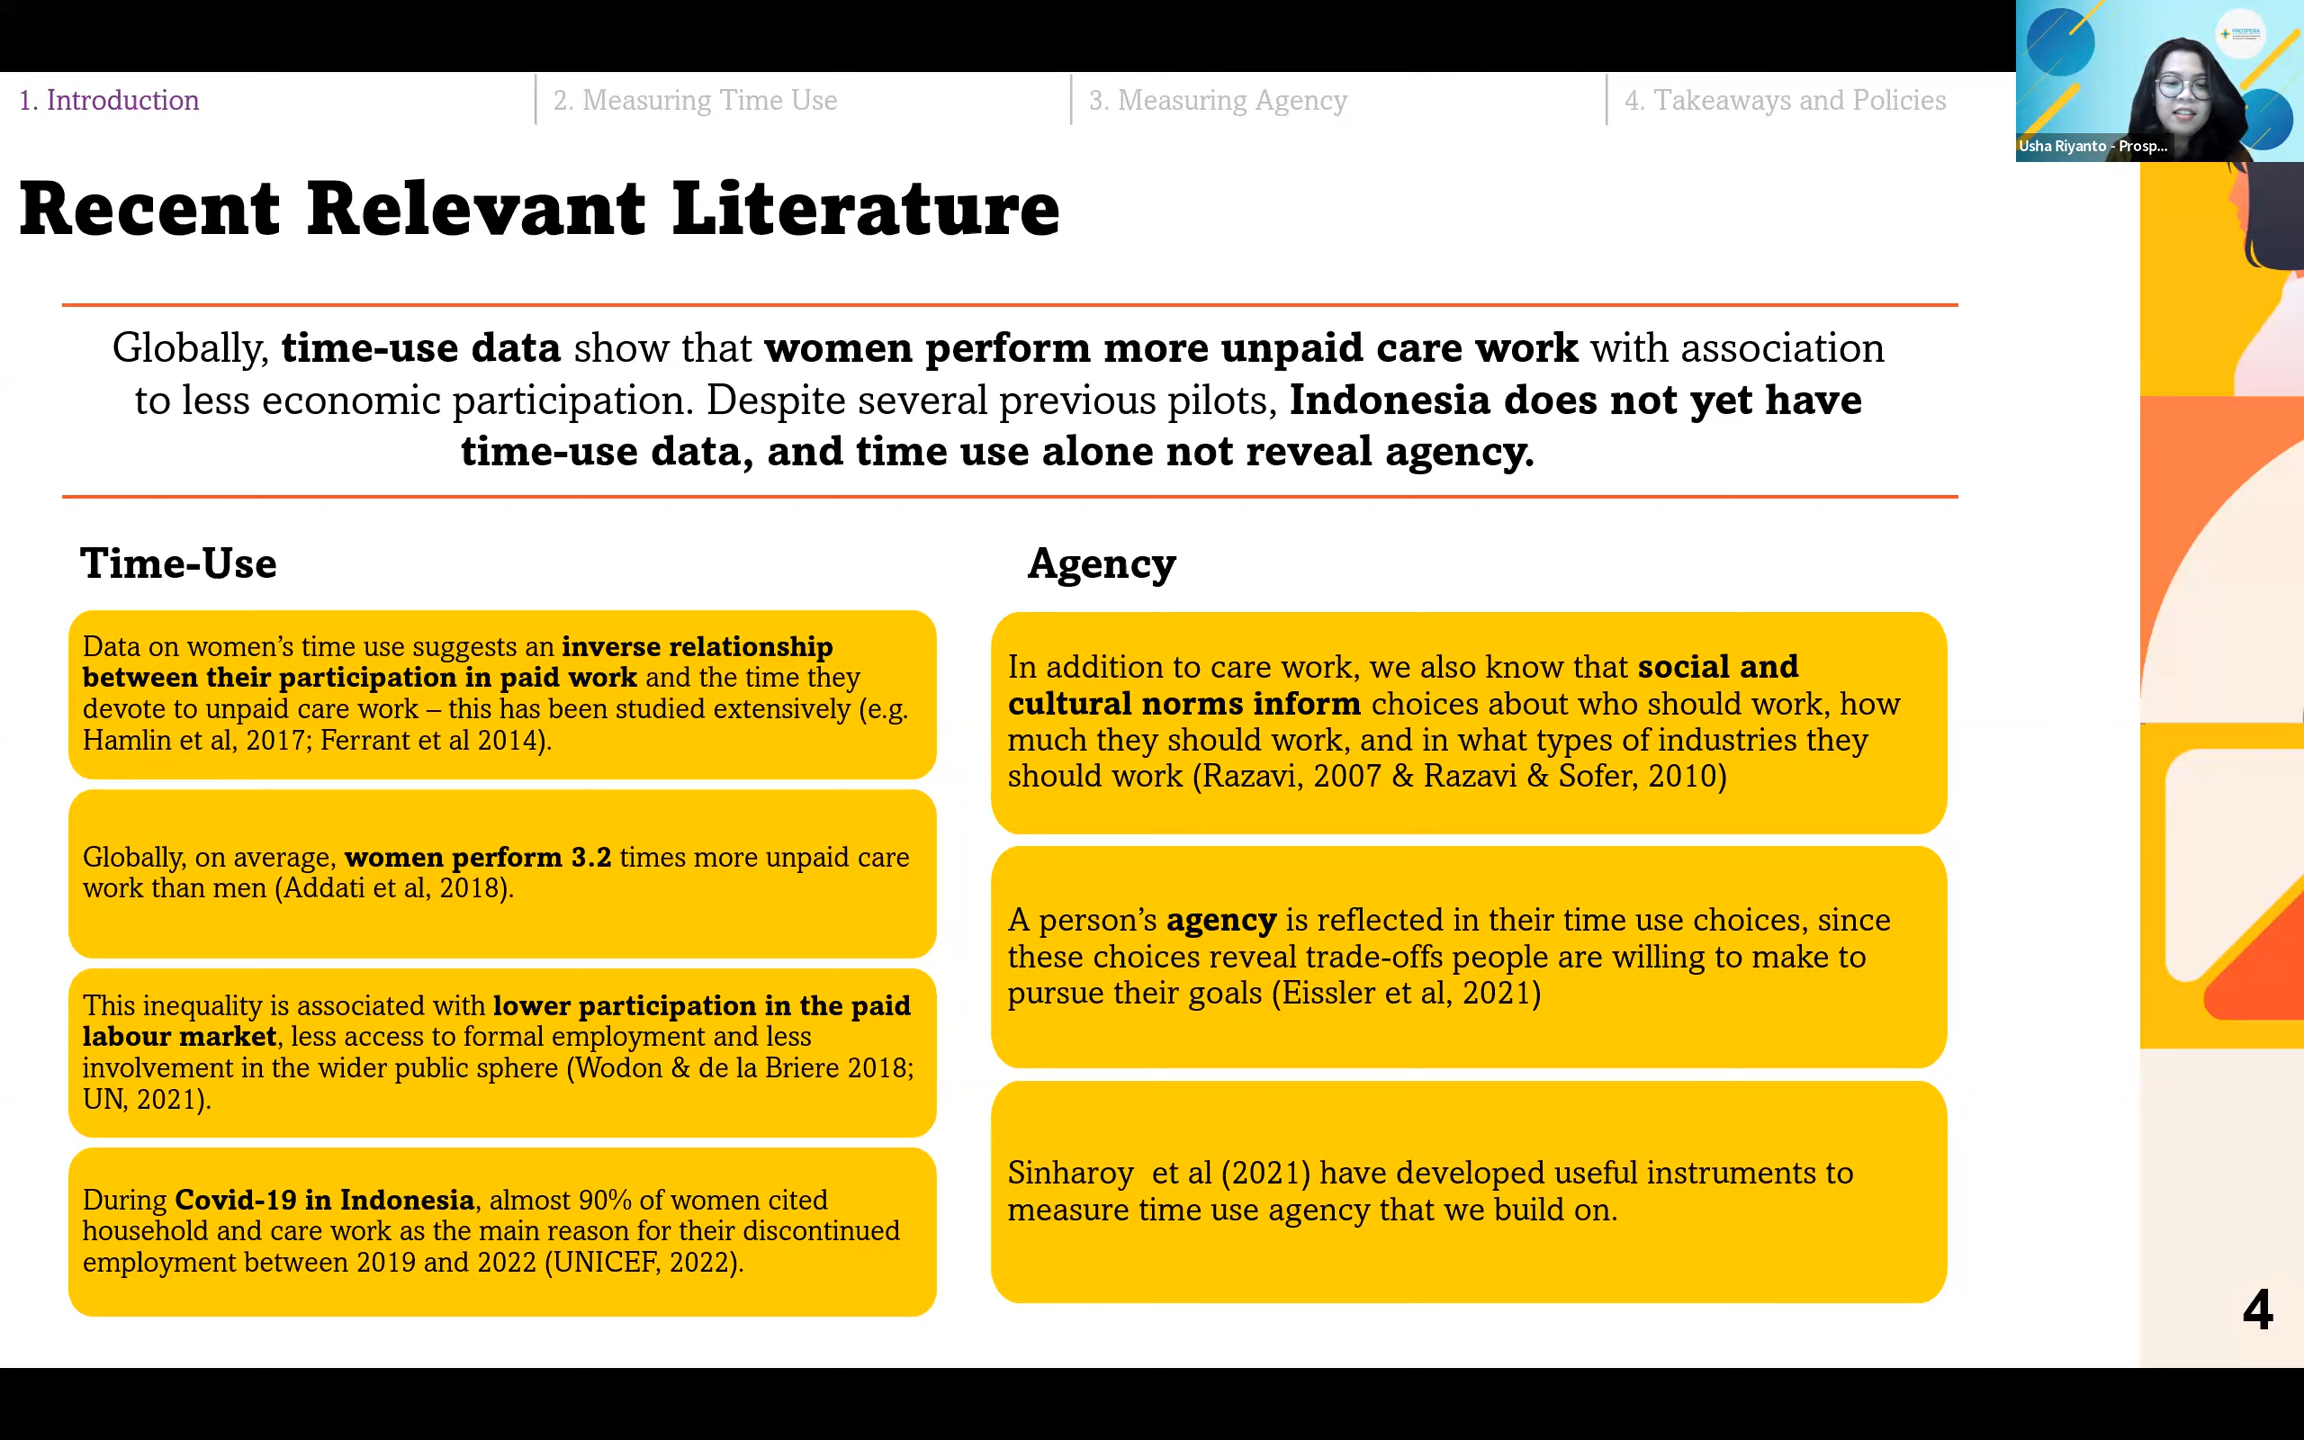 1. Introduction
2. Measuring Time Use
3. Measuring Agency
4. Takeaways and Policies
PROSPERA
Usha Riyanto - Prosp...
Recent Relevant Literature
Globally, time-use data show that women perform more unpaid care work with association
to less economic participation. Despite several previous pilots, Indonesia does not yet have
time-use data, and time use alone not reveal agency.
Time-Use
Data on women’s time use suggests an inverse relationship
between their participation in paid work and the time they
devote to unpaid care work – this has been studied extensively (e.g.
Hamlin et al, 2017; Ferrant et al 2014).
Globally, on average, women perform 3.2 times more unpaid care
work than men (Addati et al, 2018).
This inequality is associated with lower participation in the paid
labour market, less access to formal employment and less
involvement in the wider public sphere (Wodon & de la Briere 2018;
UN, 2021).
During Covid-19 in Indonesia, almost 90% of women cited
household and care work as the main reason for their discontinued
employment between 2019 and 2022 (UNICEF, 2022).
Agency
In addition to care work, we also know that social and
cultural norms inform choices about who should work, how
much they should work, and in what types of industries they
should work (Razavi, 2007 & Razavi & Sofer, 2010)
A person’s agency is reflected in their time use choices, since
these choices reveal trade-offs people are willing to make to
pursue their goals (Eissler et al, 2021)
Sinharoy  et al (2021) have developed useful instruments to
measure time use agency that we build on.
4